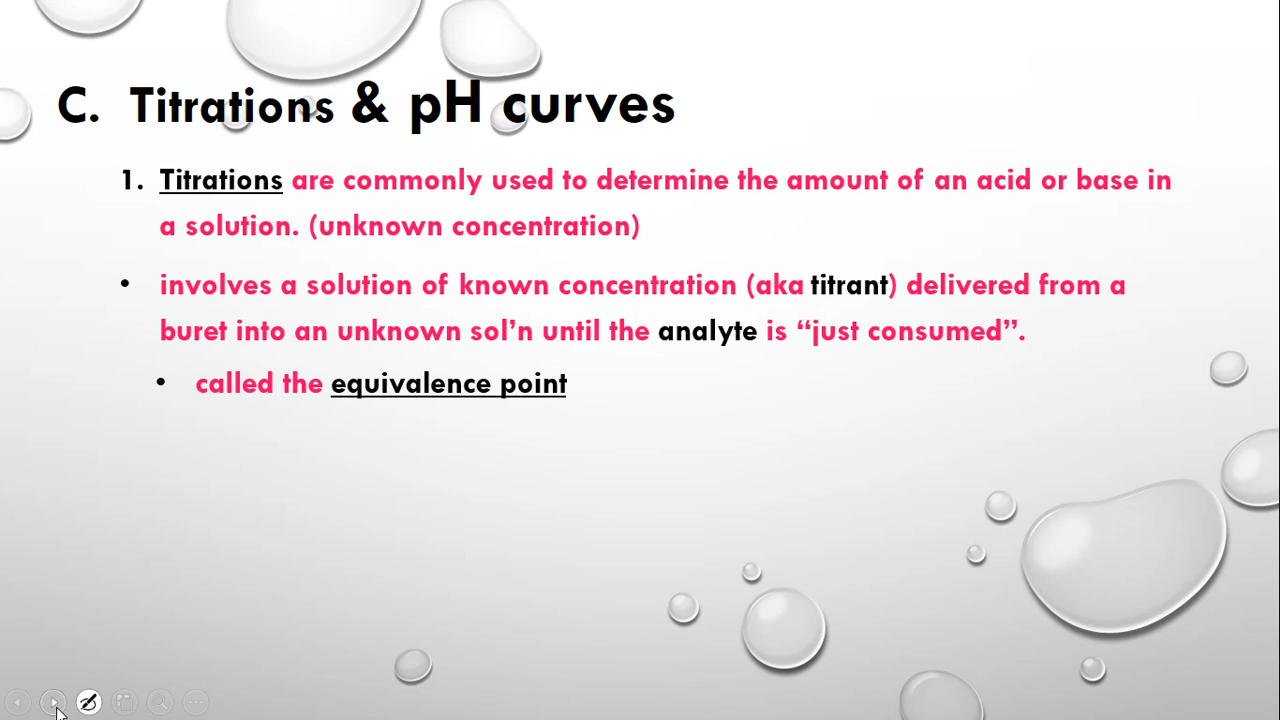 C. Titrations & pH curves
1. Titrations are commonly used to determine the amount of an acid or base in
a solution. (unknown concentration)
• involves a solution of known concentration (aka titrant) delivered from a
buret into an unknown sol’n until the analyte is “just consumed”.
• called the equivalence point